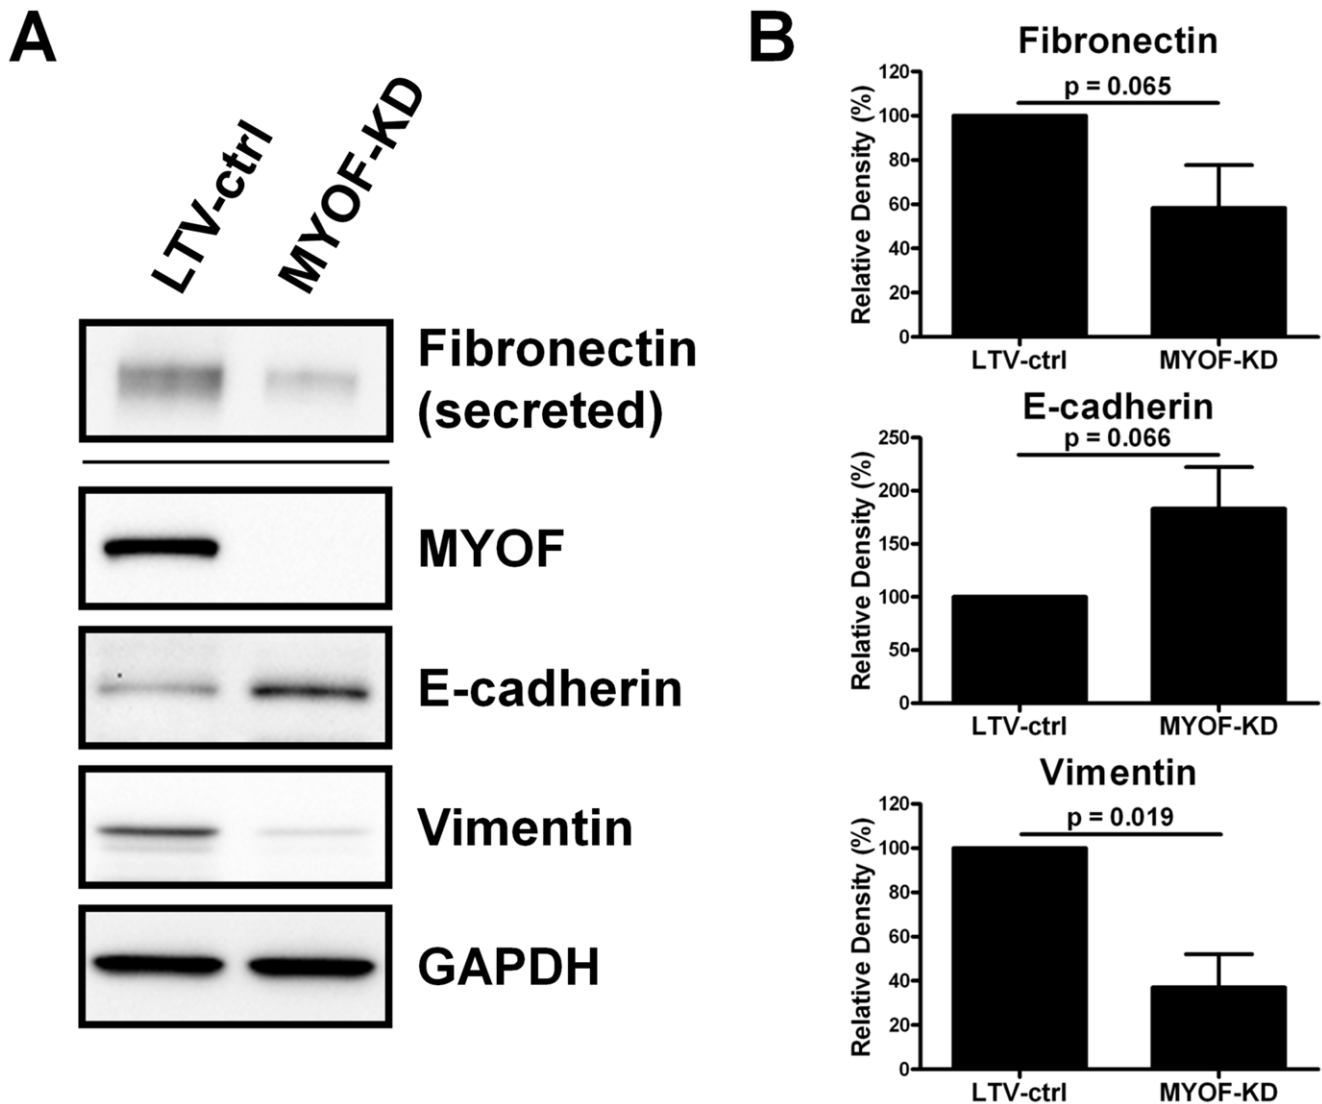 A
LTV-ctrl
MYOF-KD
Fibronectin
(secreted)
MYOF
E-cadherin
Vimentin
GAPDH
B
Fibronectin
Relative Density (%)
120
100
80
60
40
20
0
p = 0.065
LTV-ctrl
MYOF-KD
E-cadherin
Relative Density (%)
250
200
150
100
50
0
p = 0.066
LTV-ctrl
MYOF-KD
Vimentin
Relative Density (%)
120
100
80
60
40
20
0
p = 0.019
LTV-ctrl
MYOF-KD